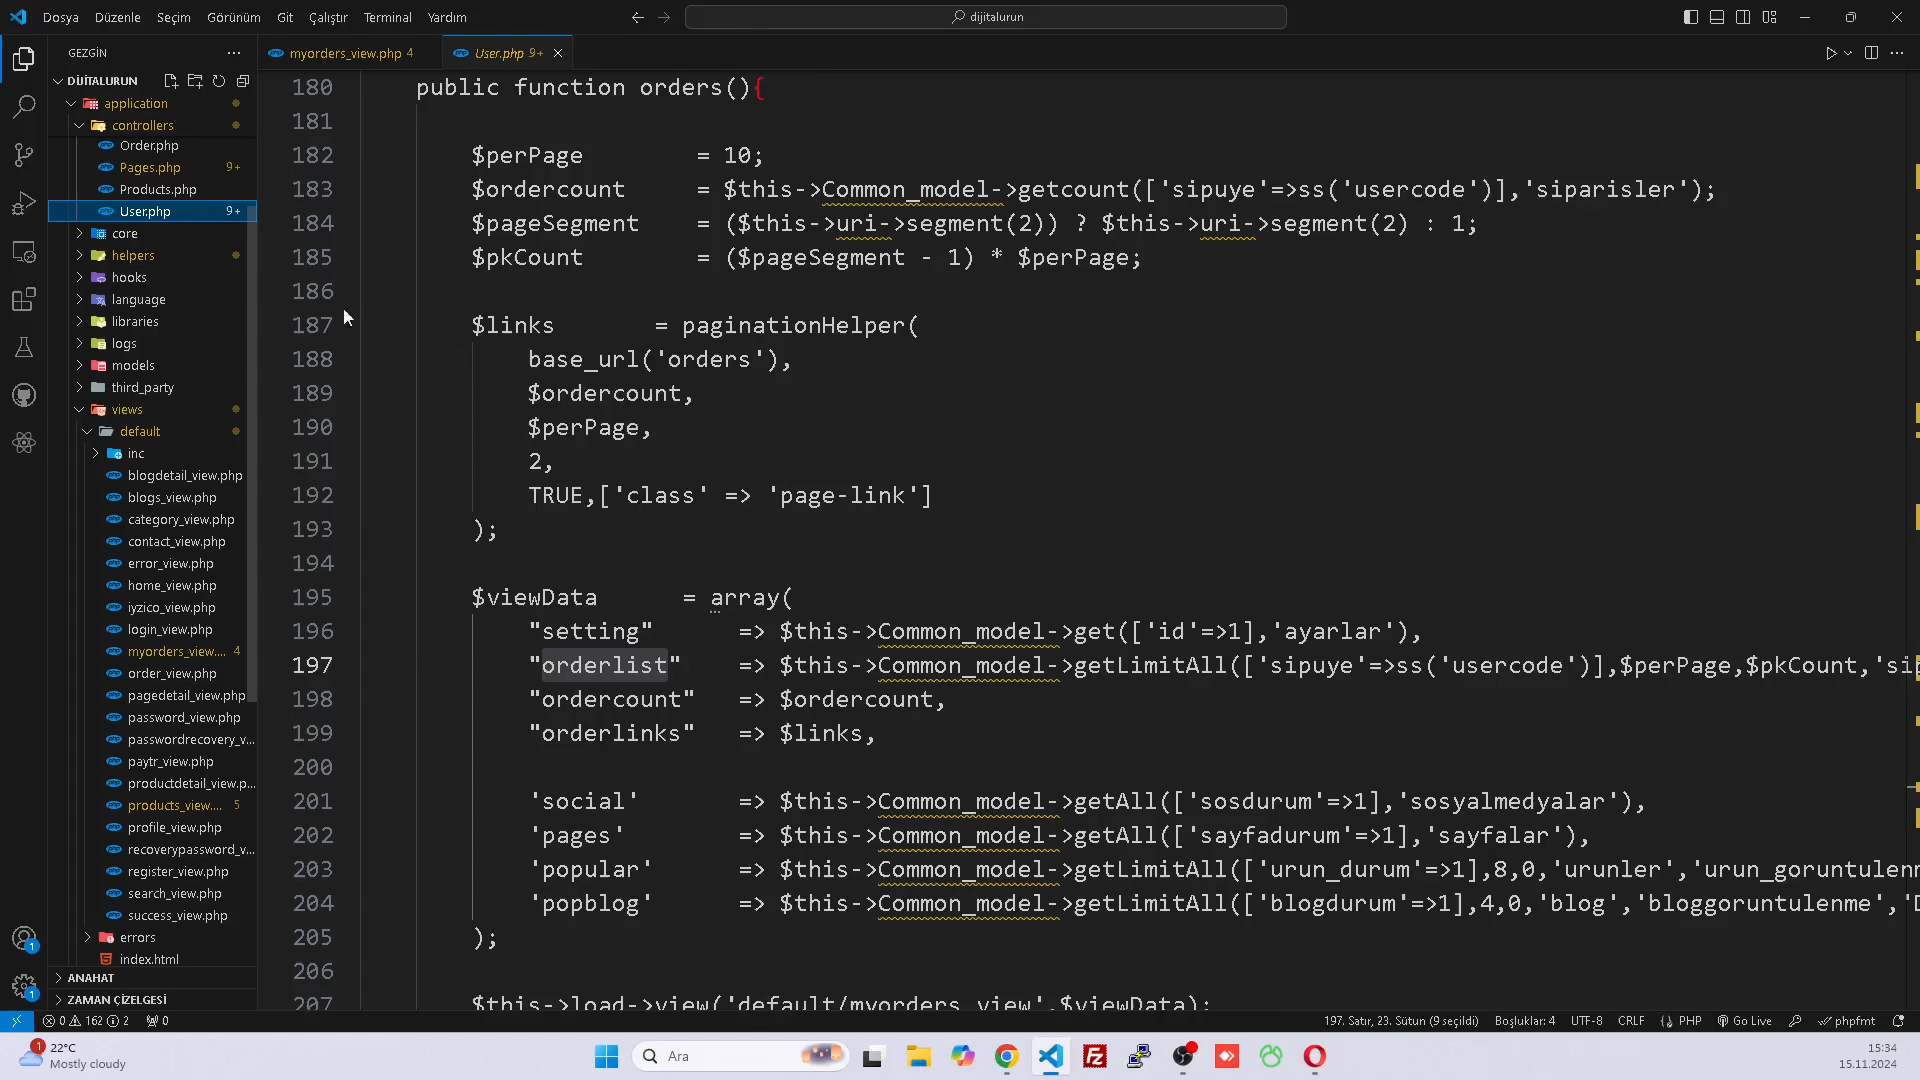 Dosya Düzenle Seçim Görünüm Git Çalıştır Terminal Yardım
dijitalurun
GEZGİN
DİJİTALURUN
application
controllers
Order.php
Pages.php 9+
Products.php
User.php 9+
core
helpers
hooks
language
libraries
logs
models
third_party
views
default
inc
blogdetail_view.php
blogs_view.php
category_view.php
contact_view.php
error_view.php
home_view.php
iyzico_view.php
login_view.php
myorders_view.... 4
order_view.php
pagedetail_view.php
password_view.php
passwordrecovery_v...
paytr_view.php
productdetail_view.p...
products_view.... 5
profile_view.php
recoverypassword_v...
register_view.php
search_view.php
success_view.php
errors
index.html
ANAHAT
ZAMAN ÇİZELGESİ
myorders_view.php 4
User.php 9+
180 public function orders(){
181
182 $perPage = 10;
183 $ordercount = $this->Common_model->getcount(['sipuye'=>ss('usercode')],'siparisler');
184 $pageSegment = ($this->uri->segment(2)) ? $this->uri->segment(2) : 1;
185 $pkCount = ($pageSegment - 1) * $perPage;
186
187 $links = paginationHelper(
188 base_url('orders'),
189 $ordercount,
190 $perPage,
191 2,
192 TRUE,['class' => 'page-link']
193 );
194
195 $viewData = array(
196 "setting" => $this->Common_model->get(['id'=>1],'ayarlar'),
197 "orderlist" => $this->Common_model->getLimitAll(['sipuye'=>ss('usercode')],$perPage,$pkCount,'sip
198 "ordercount" => $ordercount,
199 "orderlinks" => $links,
200
201 'social' => $this->Common_model->getAll(['sosdurum'=>1],'sosyalmedyalar'),
202 'pages' => $this->Common_model->getAll(['sayfadurum'=>1],'sayfalar'),
203 'popular' => $this->Common_model->getLimitAll(['urun_durum'=>1],8,0,'urunler','urun_goruntulenm
204 'popblog' => $this->Common_model->getLimitAll(['blogdurum'=>1],4,0,'blog','bloggoruntulenme','D
205 );
206
207 $this->load->view('default/myorders_view',$viewData);
1
1
0 162 2 0
197. Satır, 23. Sütun (9 seçildi) Boşluklar: 4 UTF-8 CRLF PHP Go Live phpfmt
1
22°C
Mostly cloudy
Ara
15:34
15.11.2024